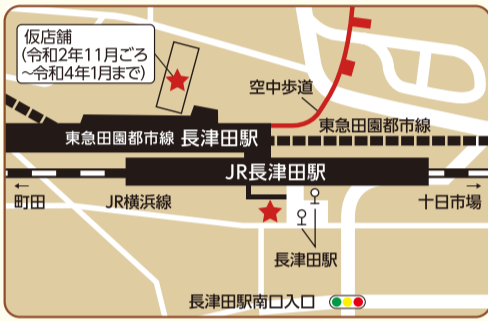 仮店舗
(令和2年11月ごろ
~令和4年1月まで)
空中歩道
東急田園都市線 長津田駅
東急田園都市線
JR長津田駅
←
町田
JR横浜線
→
十日市場
長津田駅
長津田駅南口入口